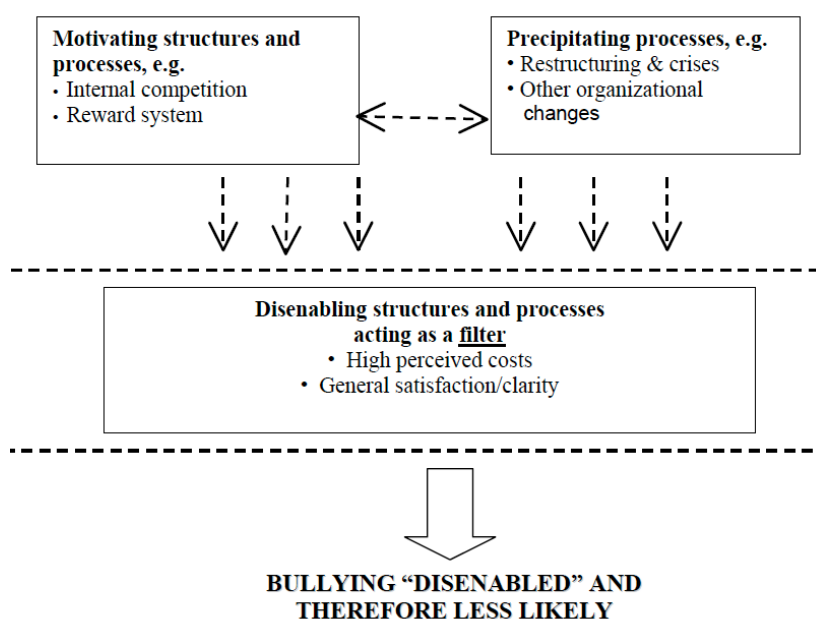 Motivating structures and
processes, e.g.
• Internal competition
• Reward system
Precipitating processes, e.g.
• Restructuring & crises
• Other organizational
changes
Disenabling structures and processes
acting as a filter
• High perceived costs
• General satisfaction/clarity
BULLYING “DISENABLED” AND
THEREFORE LESS LIKELY